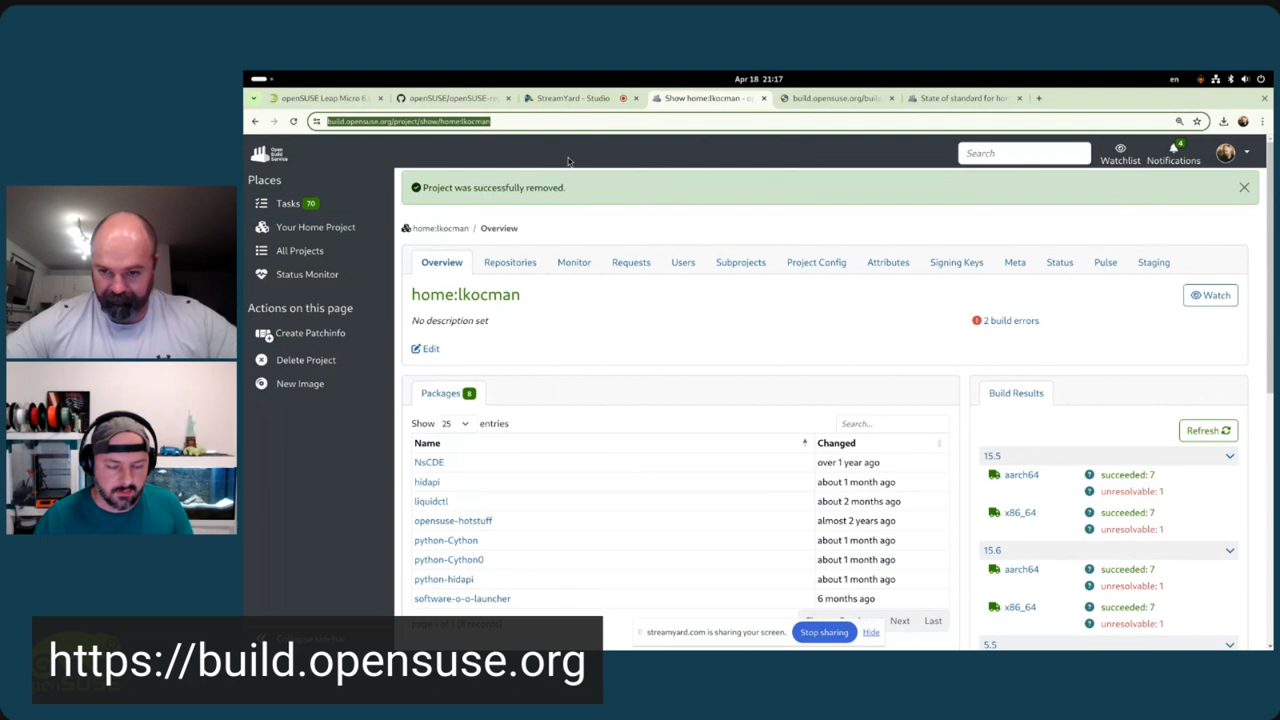 Apr 18 21:17
en
openSUSE Leap Micro 6.
openSUSE/openSUSE-re
StreamYard - Studio
Show home:lkocman - o
build.opensuse.org/buil
State of standard for ho
build.opensuse.org/project/show/home:lkocman
Open Build Service
Search
Watchlist
4
Notifications
Places
Tasks 70
Your Home Project
All Projects
Status Monitor
Actions on this page
Create Patchinfo
Delete Project
New Image
Project was successfully removed.
home:lkocman / Overview
Overview
Repositories
Monitor
Requests
Users
Subprojects
Project Config
Attributes
Signing Keys
Meta
Status
Pulse
Staging
home:lkocman
Watch
No description set
2 build errors
Edit
Packages 8
Show 25 entries
Search...
Name Changed
NsCDE over 1 year ago
hidapi about 1 month ago
liquidctl about 2 months ago
opensuse-hotstuff almost 2 years ago
python-Cython about 1 month ago
python-Cython0 about 1 month ago
python-hidapi about 1 month ago
software-o-o-launcher 6 months ago
Next Last
Build Results
Refresh
15.5
aarch64 succeeded: 7
unresolvable: 1
x86_64 succeeded: 7
unresolvable: 1
15.6
aarch64 succeeded: 7
unresolvable: 1
x86_64 succeeded: 7
unresolvable: 1
5.5
streamyard.com is sharing your screen.
Stop sharing
Hide
https://build.opensuse.org